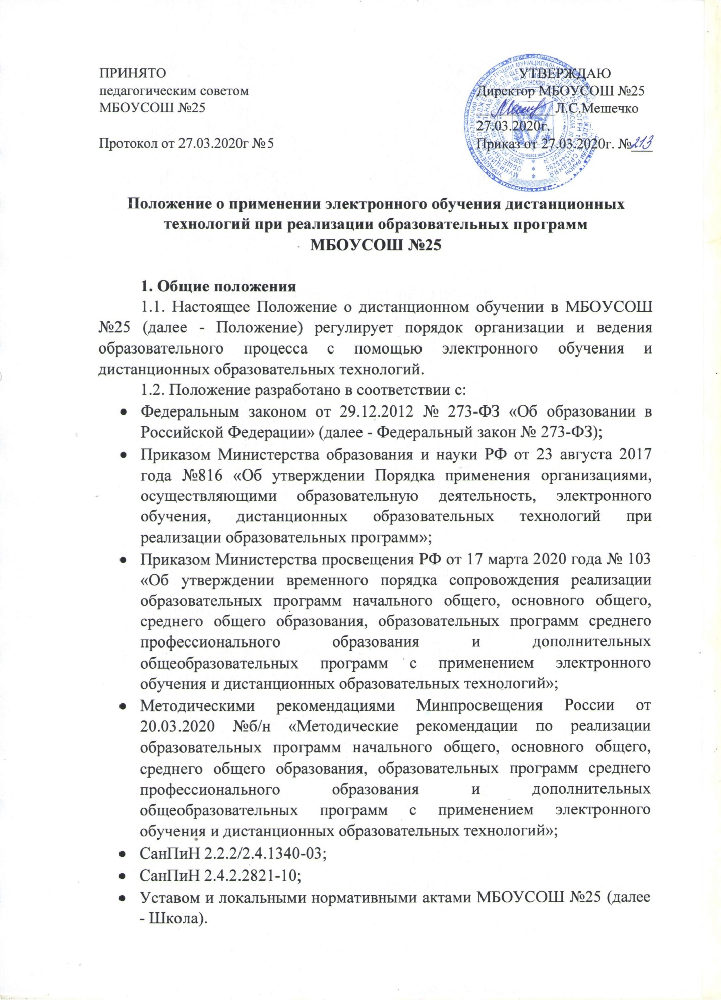 ПРИНЯТО
педагогическим советом
МБОУСОШ №25
Протокол от 27.03.2020г №5
УТВЕРЖДАЮ
Директор МБОУСОШ №25
Л.С.Мешечко
27.03.2020г.
Приказ от 27.03.2020г. №213
Положение о применении электронного обучения дистанционных
технологий при реализации образовательных программ
МБОУСОШ №25
1. Общие положения
1.1. Настоящее Положение о дистанционном обучении в МБОУСОШ
№25 (далее - Положение) регулирует порядок организации и ведения
образовательного процесса с помощью электронного обучения и
дистанционных образовательных технологий.
1.2. Положение разработано в соответствии с:
• Федеральным законом от 29.12.2012 № 273-ФЗ «Об образовании в
Российской Федерации» (далее - Федеральный закон № 273-ФЗ);
• Приказом Министерства образования и науки РФ от 23 августа 2017
года №816 «Об утверждении Порядка применения организациями,
осуществляющими образовательную деятельность, электронного
обучения, дистанционных образовательных технологий при
реализации образовательных программ»;
• Приказом Министерства просвещения РФ от 17 марта 2020 года № 103
«Об утверждении временного порядка сопровождения реализации
образовательных программ начального общего, основного общего,
среднего общего образования, образовательных программ среднего
профессионального образования и дополнительных
общеобразовательных программ с применением электронного
обучения и дистанционных образовательных технологий»;
• Методическими рекомендациями Минпросвещения России от
20.03.2020 №б/н «Методические рекомендации по реализации
образовательных программ начального общего, основного общего,
среднего общего образования, образовательных программ среднего
профессионального образования и дополнительных
общеобразовательных программ с применением электронного
обучения и дистанционных образовательных технологий»;
• СанПиН 2.2.2/2.4.1340-03;
• СанПиН 2.4.2.2821-10;
• Уставом и локальными нормативными актами МБОУСОШ №25 (далее
- Школа).